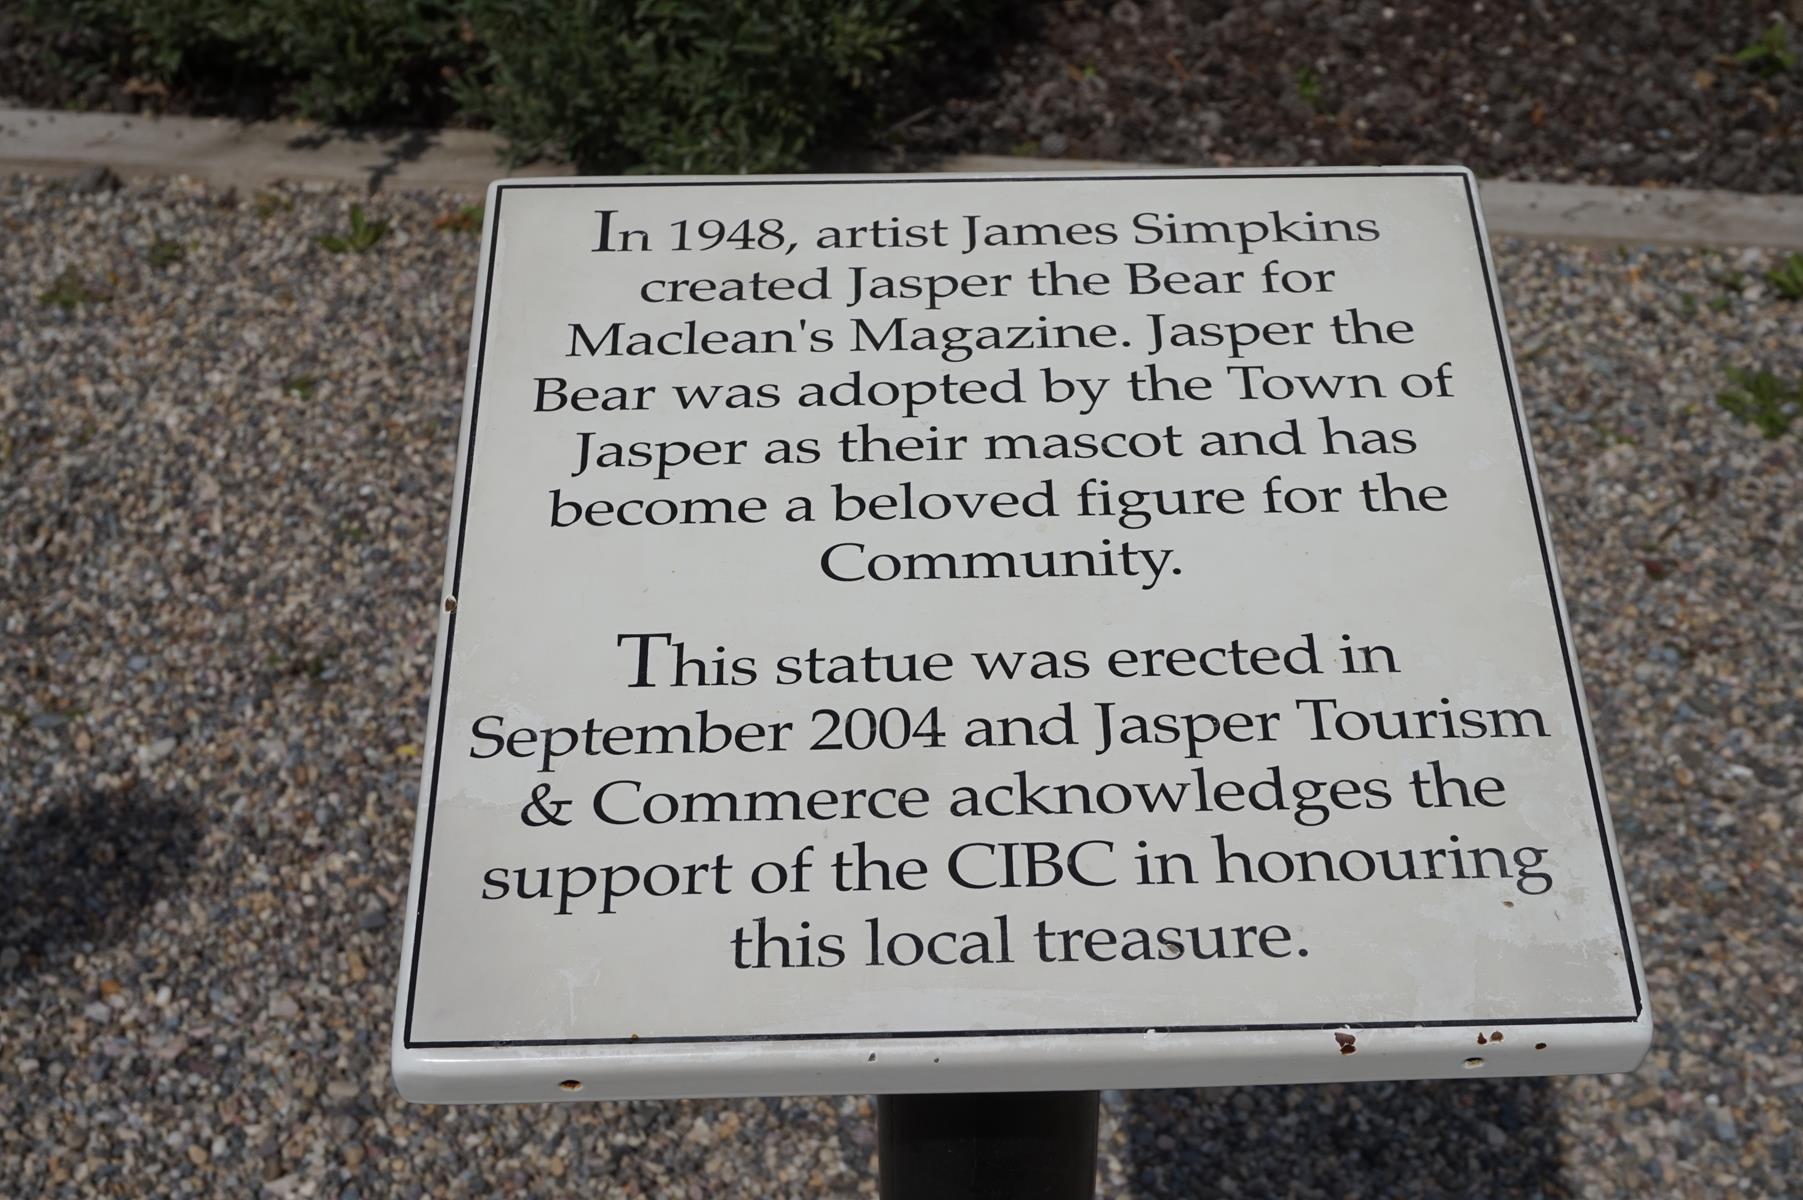 In 1948, artist James Simpkins
created Jasper the Bear for
Maclean's Magazine. Jasper the
Bear was adopted by the Town of
Jasper as their mascot and has
become a beloved figure for the
Community.
This statue was erected in
September 2004 and Jasper Tourism
& Commerce acknowledges the
support of the CIBC in honouring
this local treasure.